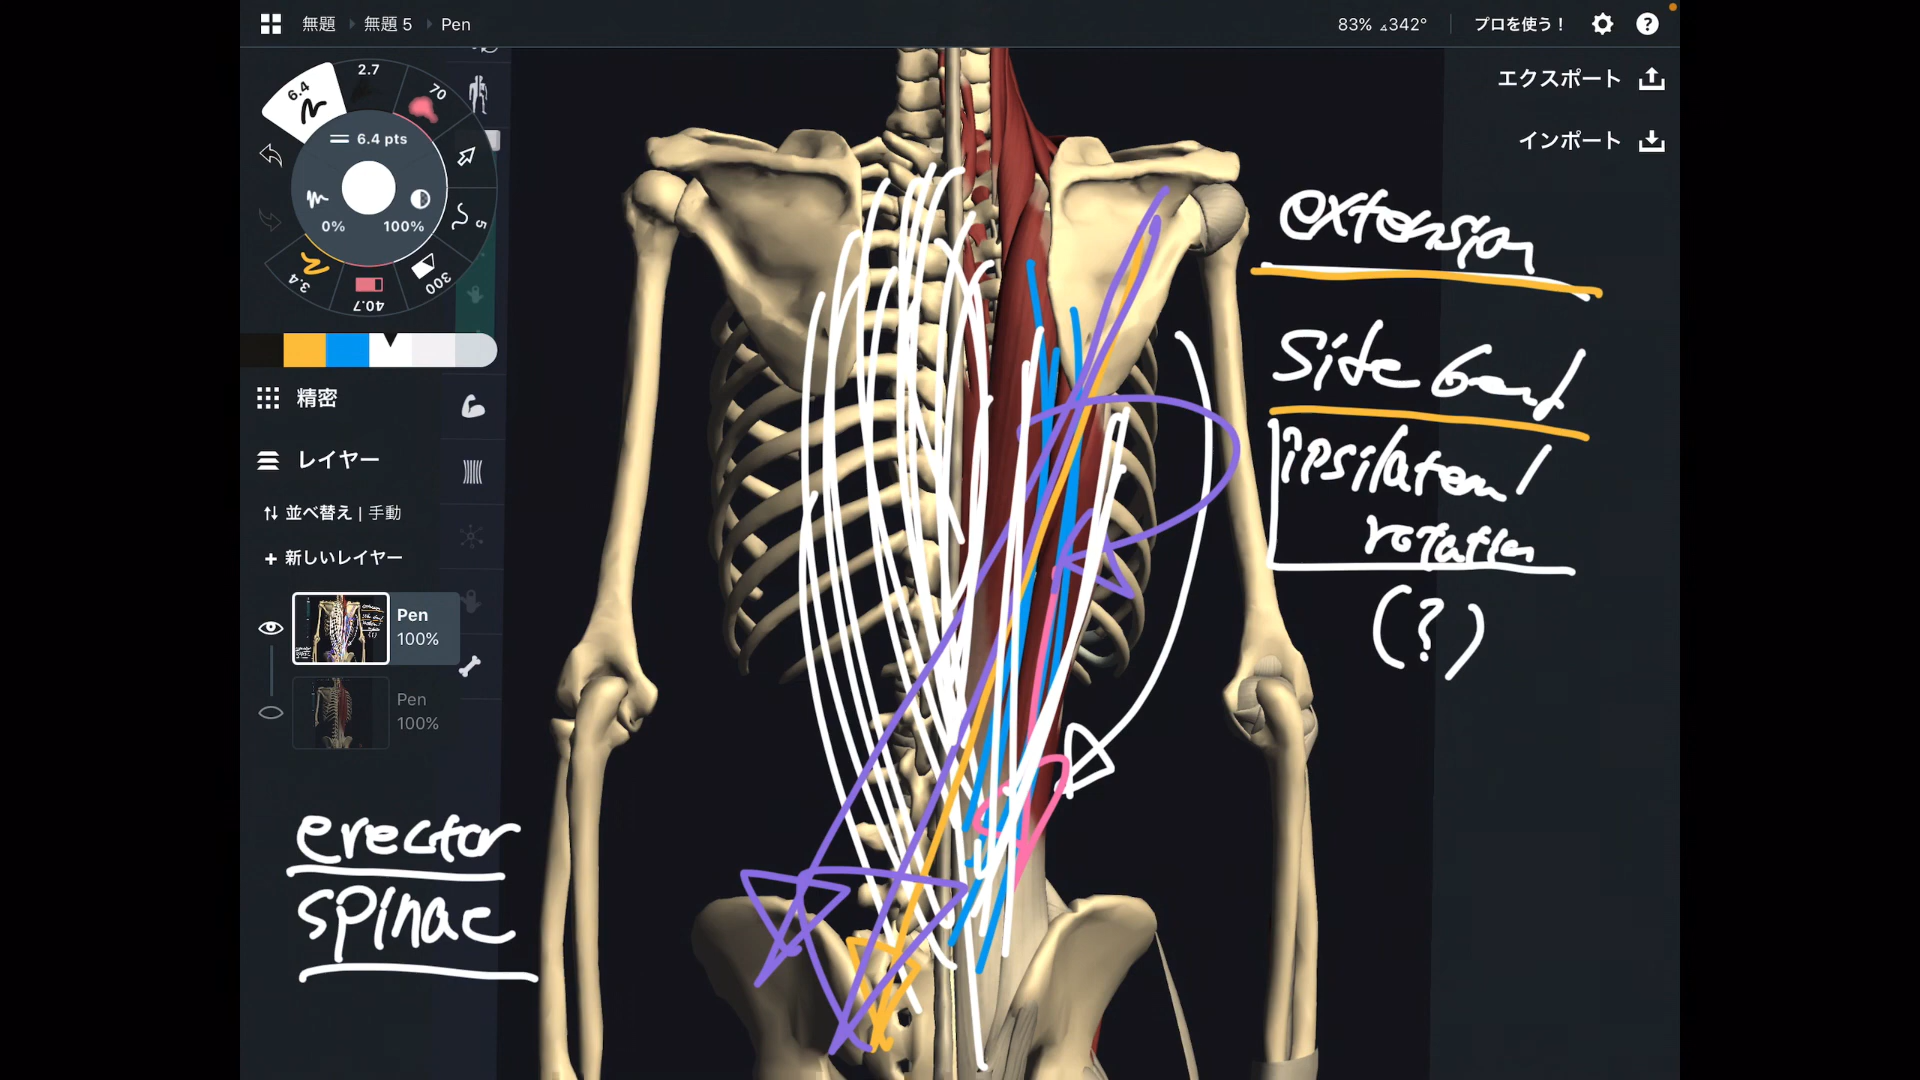 無題 無題 5 Pen
83% ⊿342°
プロを使う！
エクスポート
インポート
2.7
6.4
70
6.4 pts
0% 100%
5
3.4
40.7
300
精密
レイヤー
並べ替え | 手動
+ 新しいレイヤー
Pen
100%
Pen
100%
extension
Side bend
ipsilateral
rotation
(?)
erector
spinae